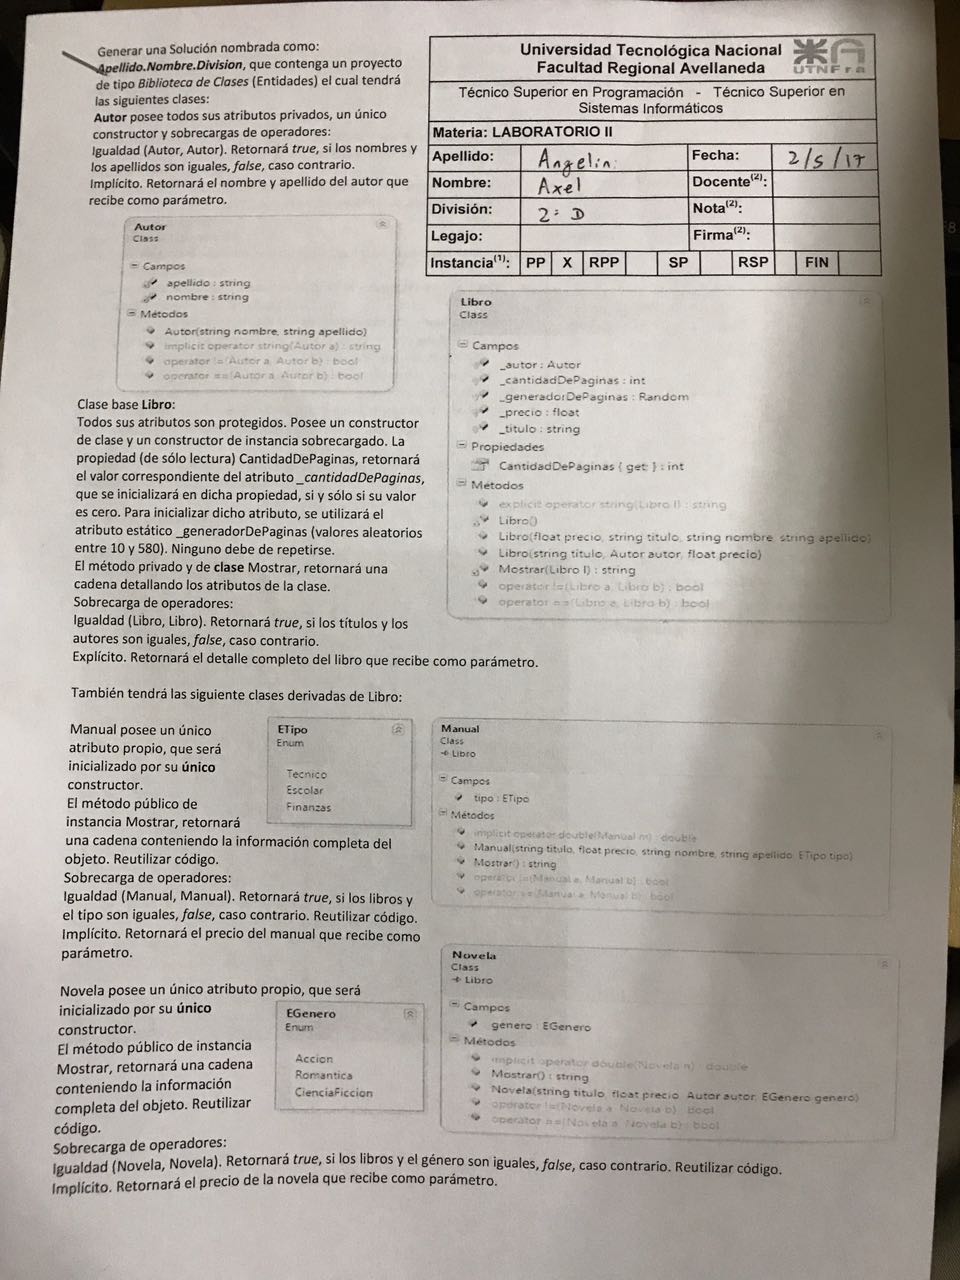 Generar una Solución nombrada como:
Apellido.Nombre.Division, que contenga un proyecto
de tipo Biblioteca de Clases (Entidades) el cual tendrá
las siguientes clases:
Autor posee todos sus atributos privados, un único
constructor y sobrecargas de operadores:
Igualdad (Autor, Autor). Retornará true, si los nombres y
los apellidos son iguales, false, caso contrario.
Implícito. Retornará el nombre y apellido del autor que
recibe como parámetro.
Universidad Tecnológica Nacional
Facultad Regional Avellaneda
UTNFra
Técnico Superior en Programación - Técnico Superior en
Sistemas Informáticos
Materia: LABORATORIO II
Apellido: Angelin Fecha: 2/5/17
Nombre: Axel Docente(2):
División: 2° D Nota(2):
Legajo: Firma(2):
Instancia(1): PP X RPP SP RSP FIN
Autor
Class
Campos
apellido : string
nombre : string
Métodos
Autor(string nombre, string apellido)
implicit operator string(Autor a) : string
operator !=(Autor a, Autor b) : bool
operator ==(Autor a, Autor b) : bool
Libro
Class
Campos
_autor : Autor
_cantidadDePaginas : int
_generadorDePaginas : Random
_precio : float
_titulo : string
Propiedades
CantidadDePaginas { get; } : int
Métodos
explicit operator string(Libro l) : string
Libro()
Libro(float precio, string titulo, string nombre, string apellido)
Libro(string titulo, Autor autor, float precio)
Mostrar(Libro l) : string
operator !=(Libro a, Libro b) : bool
operator ==(Libro a, Libro b) : bool
Clase base Libro:
Todos sus atributos son protegidos. Posee un constructor
de clase y un constructor de instancia sobrecargado. La
propiedad (de sólo lectura) CantidadDePaginas, retornará
el valor correspondiente del atributo _cantidadDePaginas,
que se inicializará en dicha propiedad, si y sólo si su valor
es cero. Para inicializar dicho atributo, se utilizará el
atributo estático _generadorDePaginas (valores aleatorios
entre 10 y 580). Ninguno debe de repetirse.
El método privado y de clase Mostrar, retornará una
cadena detallando los atributos de la clase.
Sobrecarga de operadores:
Igualdad (Libro, Libro). Retornará true, si los títulos y los
autores son iguales, false, caso contrario.
Explícito. Retornará el detalle completo del libro que recibe como parámetro.
También tendrá las siguiente clases derivadas de Libro:
Manual posee un único
atributo propio, que será
inicializado por su único
constructor.
El método público de
instancia Mostrar, retornará
una cadena conteniendo la información completa del
objeto. Reutilizar código.
Sobrecarga de operadores:
Igualdad (Manual, Manual). Retornará true, si los libros y
el tipo son iguales, false, caso contrario. Reutilizar código.
Implícito. Retornará el precio del manual que recibe como
parámetro.
ETipo
Enum
Tecnico
Escolar
Finanzas
Manual
Class
Libro
Campos
tipo : ETipo
Métodos
implicit operator double(Manual m) : double
Manual(string titulo, float precio, string nombre, string apellido, ETipo tipo)
Mostrar() : string
operator !=(Manual a, Manual b) : bool
operator ==(Manual a, Manual b) : bool
Novela posee un único atributo propio, que será
inicializado por su único
constructor.
El método público de instancia
Mostrar, retornará una cadena
conteniendo la información
completa del objeto. Reutilizar
código.
Sobrecarga de operadores:
Igualdad (Novela, Novela). Retornará true, si los libros y el género son iguales, false, caso contrario. Reutilizar código.
Implícito. Retornará el precio de la novela que recibe como parámetro.
EGenero
Enum
Accion
Romantica
CienciaFiccion
Novela
Class
Libro
Campos
genero : EGenero
Métodos
implicit operator double(Novela n) : double
Mostrar() : string
Novela(string titulo, float precio, Autor autor, EGenero genero)
operator !=(Novela a, Novela b) : bool
operator ==(Novela a, Novela b) : bool